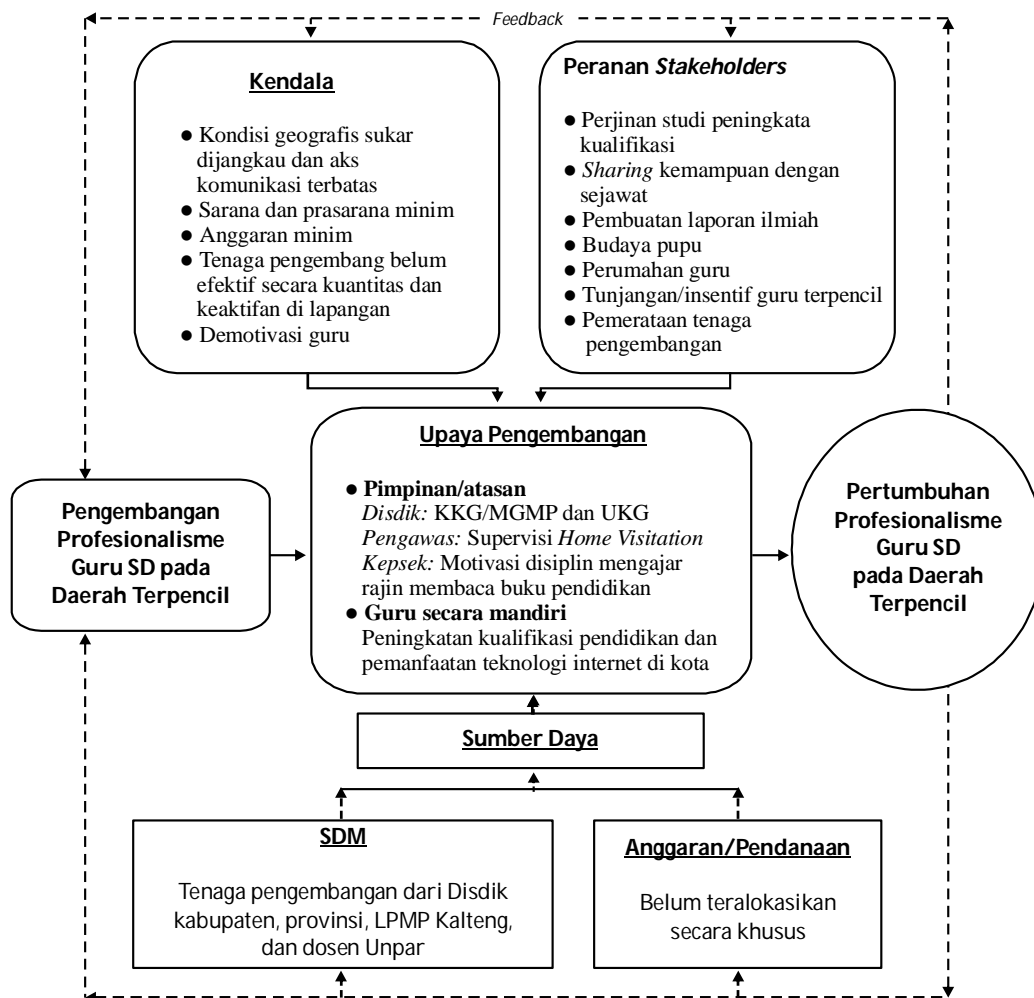 Feedback
Kendala
● Kondisi geografis sukar
dijangkau dan aks
komunikasi terbatas
● Sarana dan prasarana minim
● Anggaran minim
● Tenaga pengembang belum
efektif secara kuantitas dan
keaktifan di lapangan
● Demotivasi guru
Peranan Stakeholders
● Perjinan studi peningkata
kualifikasi
● Sharing kemampuan dengan
sejawat
● Pembuatan laporan ilmiah
● Budaya pupu
● Perumahan guru
● Tunjangan/insentif guru terpencil
● Pemerataan tenaga
pengembangan
Pengembangan
Profesionalisme
Guru SD pada
Daerah Terpencil
Upaya Pengembangan
● Pimpinan/atasan
Disdik: KKG/MGMP dan UKG
Pengawas: Supervisi Home Visitation
Kepsek: Motivasi disiplin mengajar
rajin membaca buku pendidikan
● Guru secara mandiri
Peningkatan kualifikasi pendidikan dan
pemanfaatan teknologi internet di kota
Pertumbuhan
Profesionalisme
Guru SD
pada Daerah
Terpencil
Sumber Daya
SDM
Tenaga pengembangan dari Disdik
kabupaten, provinsi, LPMP Kalteng,
dan dosen Unpar
Anggaran/Pendanaan
Belum teralokasikan
secara khusus